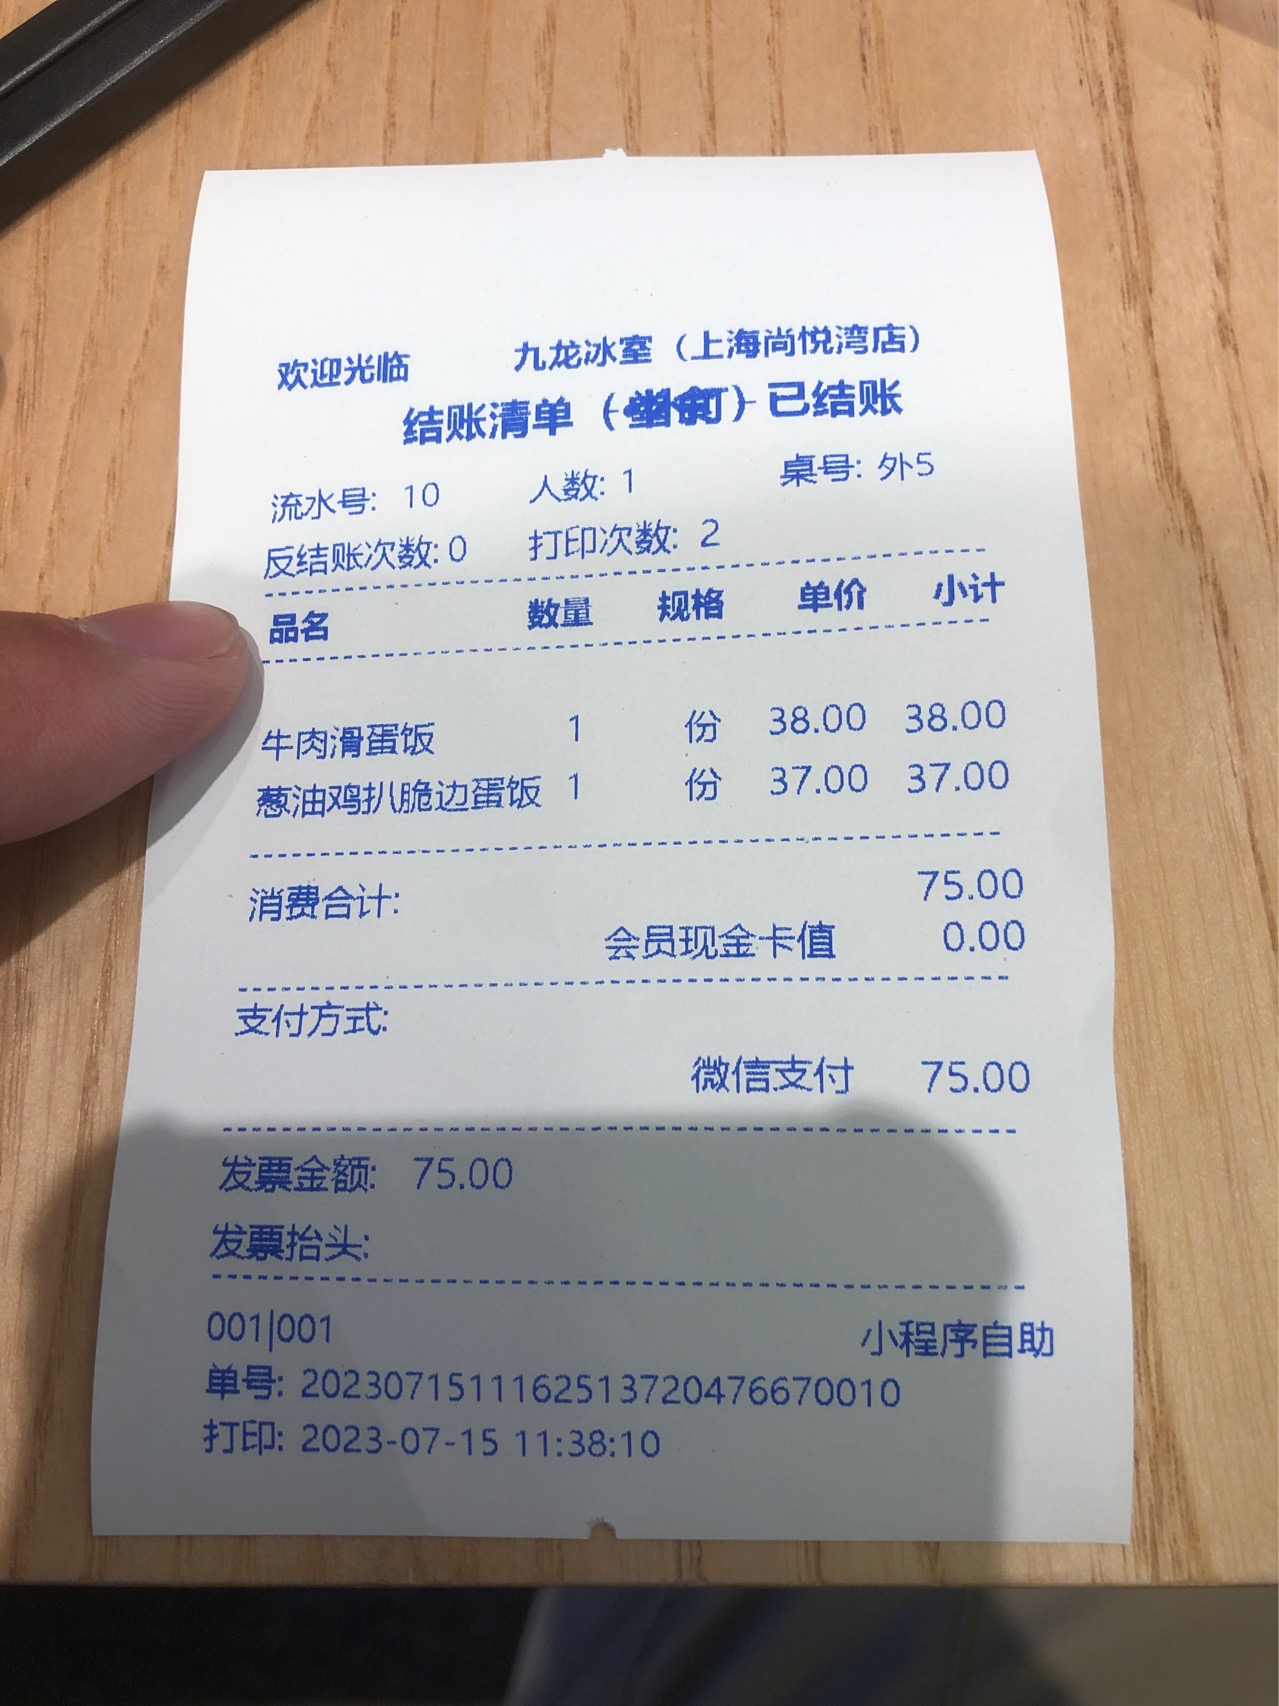 欢迎光临 九龙冰室（上海尚悦湾店）
结账清单（ ）已结账
流水号: 10 人数: 1 桌号: 外5
反结账次数: 0 打印次数: 2
品名 数量 规格 单价 小计
牛肉滑蛋饭 1 份 38.00 38.00
葱油鸡扒脆边蛋饭 1 份 37.00 37.00
消费合计: 75.00
会员现金卡值 0.00
支付方式:
微信支付 75.00
发票金额: 75.00
发票抬头:
001|001 小程序自助
单号: 20230715111625137204766​70010
打印: 2023-07-15 11:38:10